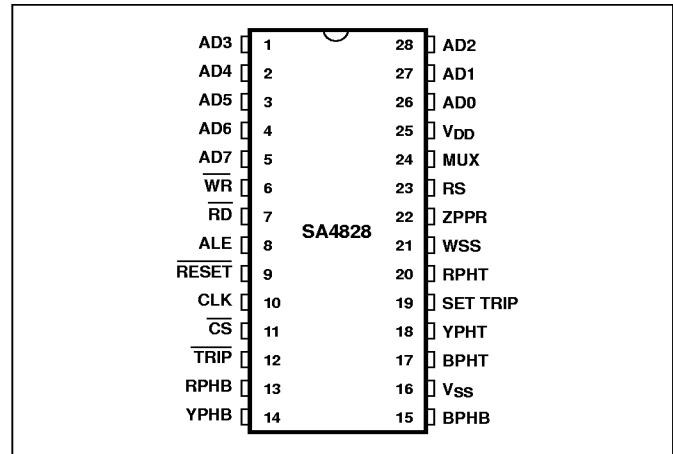 AD3 1 28 AD2
AD4 2 27 AD1
AD5 3 26 AD0
AD6 4 25 VDD
AD7 5 24 MUX
WR 6 23 RS
RD 7 22 ZPPR
SA4828
ALE 8 21 WSS
RESET 9 20 RPHT
CLK 10 19 SET TRIP
CS 11 18 YPHT
TRIP 12 17 BPHT
RPHB 13 16 VSS
YPHB 14 15 BPHB